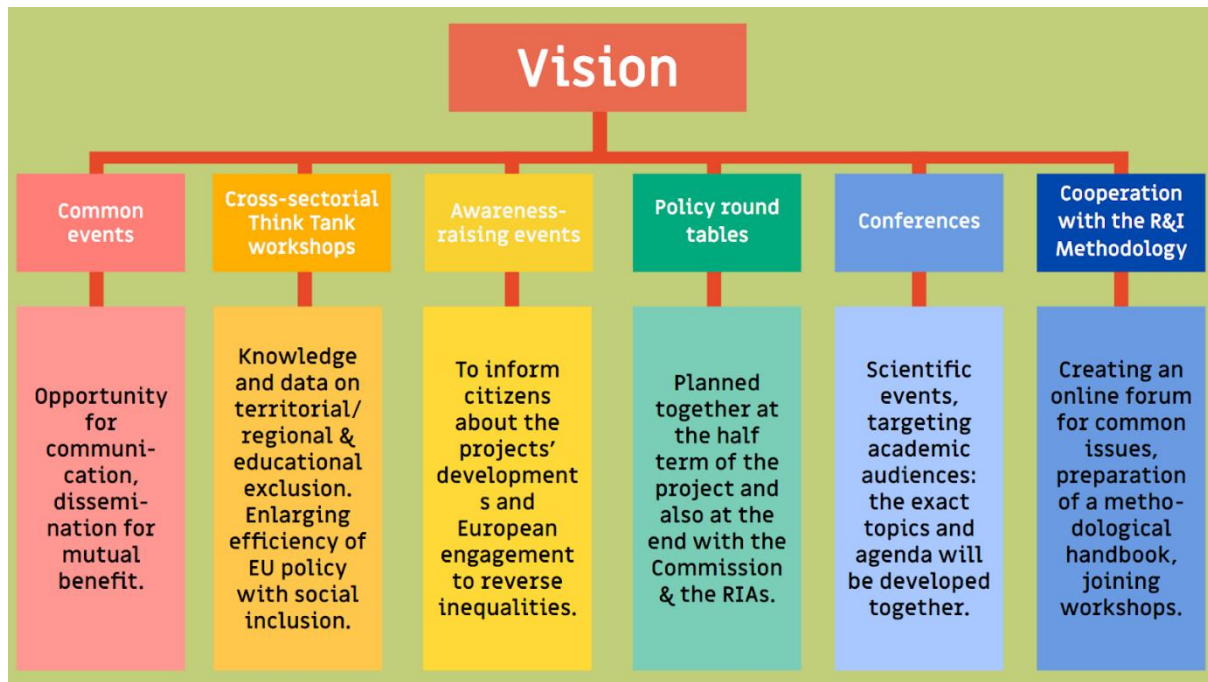 Vision
Common
events
Cross-sectorial
Think Tank
workshops
Awareness-
raising events
Policy round
tables
Conferences
Cooperation
with the R&I
Methodology
Opportunity
for
communi-
cation,
dissemi-
nation for
mutual
benefit.
Knowledge
and data on
territorial/
regional &
educational
exclusion.
Enlarging
efficiency of
EU policy
with social
inclusion.
To inform
citizens
about the
projects’
development
s and
European
engagement
to reverse
inequalities.
Planned
together at
the half
term of the
project and
also at the
end with the
Commission
& the RIAs.
Scientific
events,
targeting
academic
audiences:
the exact
topics and
agenda will
be developed
together.
Creating an
online forum
for common
issues,
preparation
of a metho-
dological
handbook,
joining
workshops.